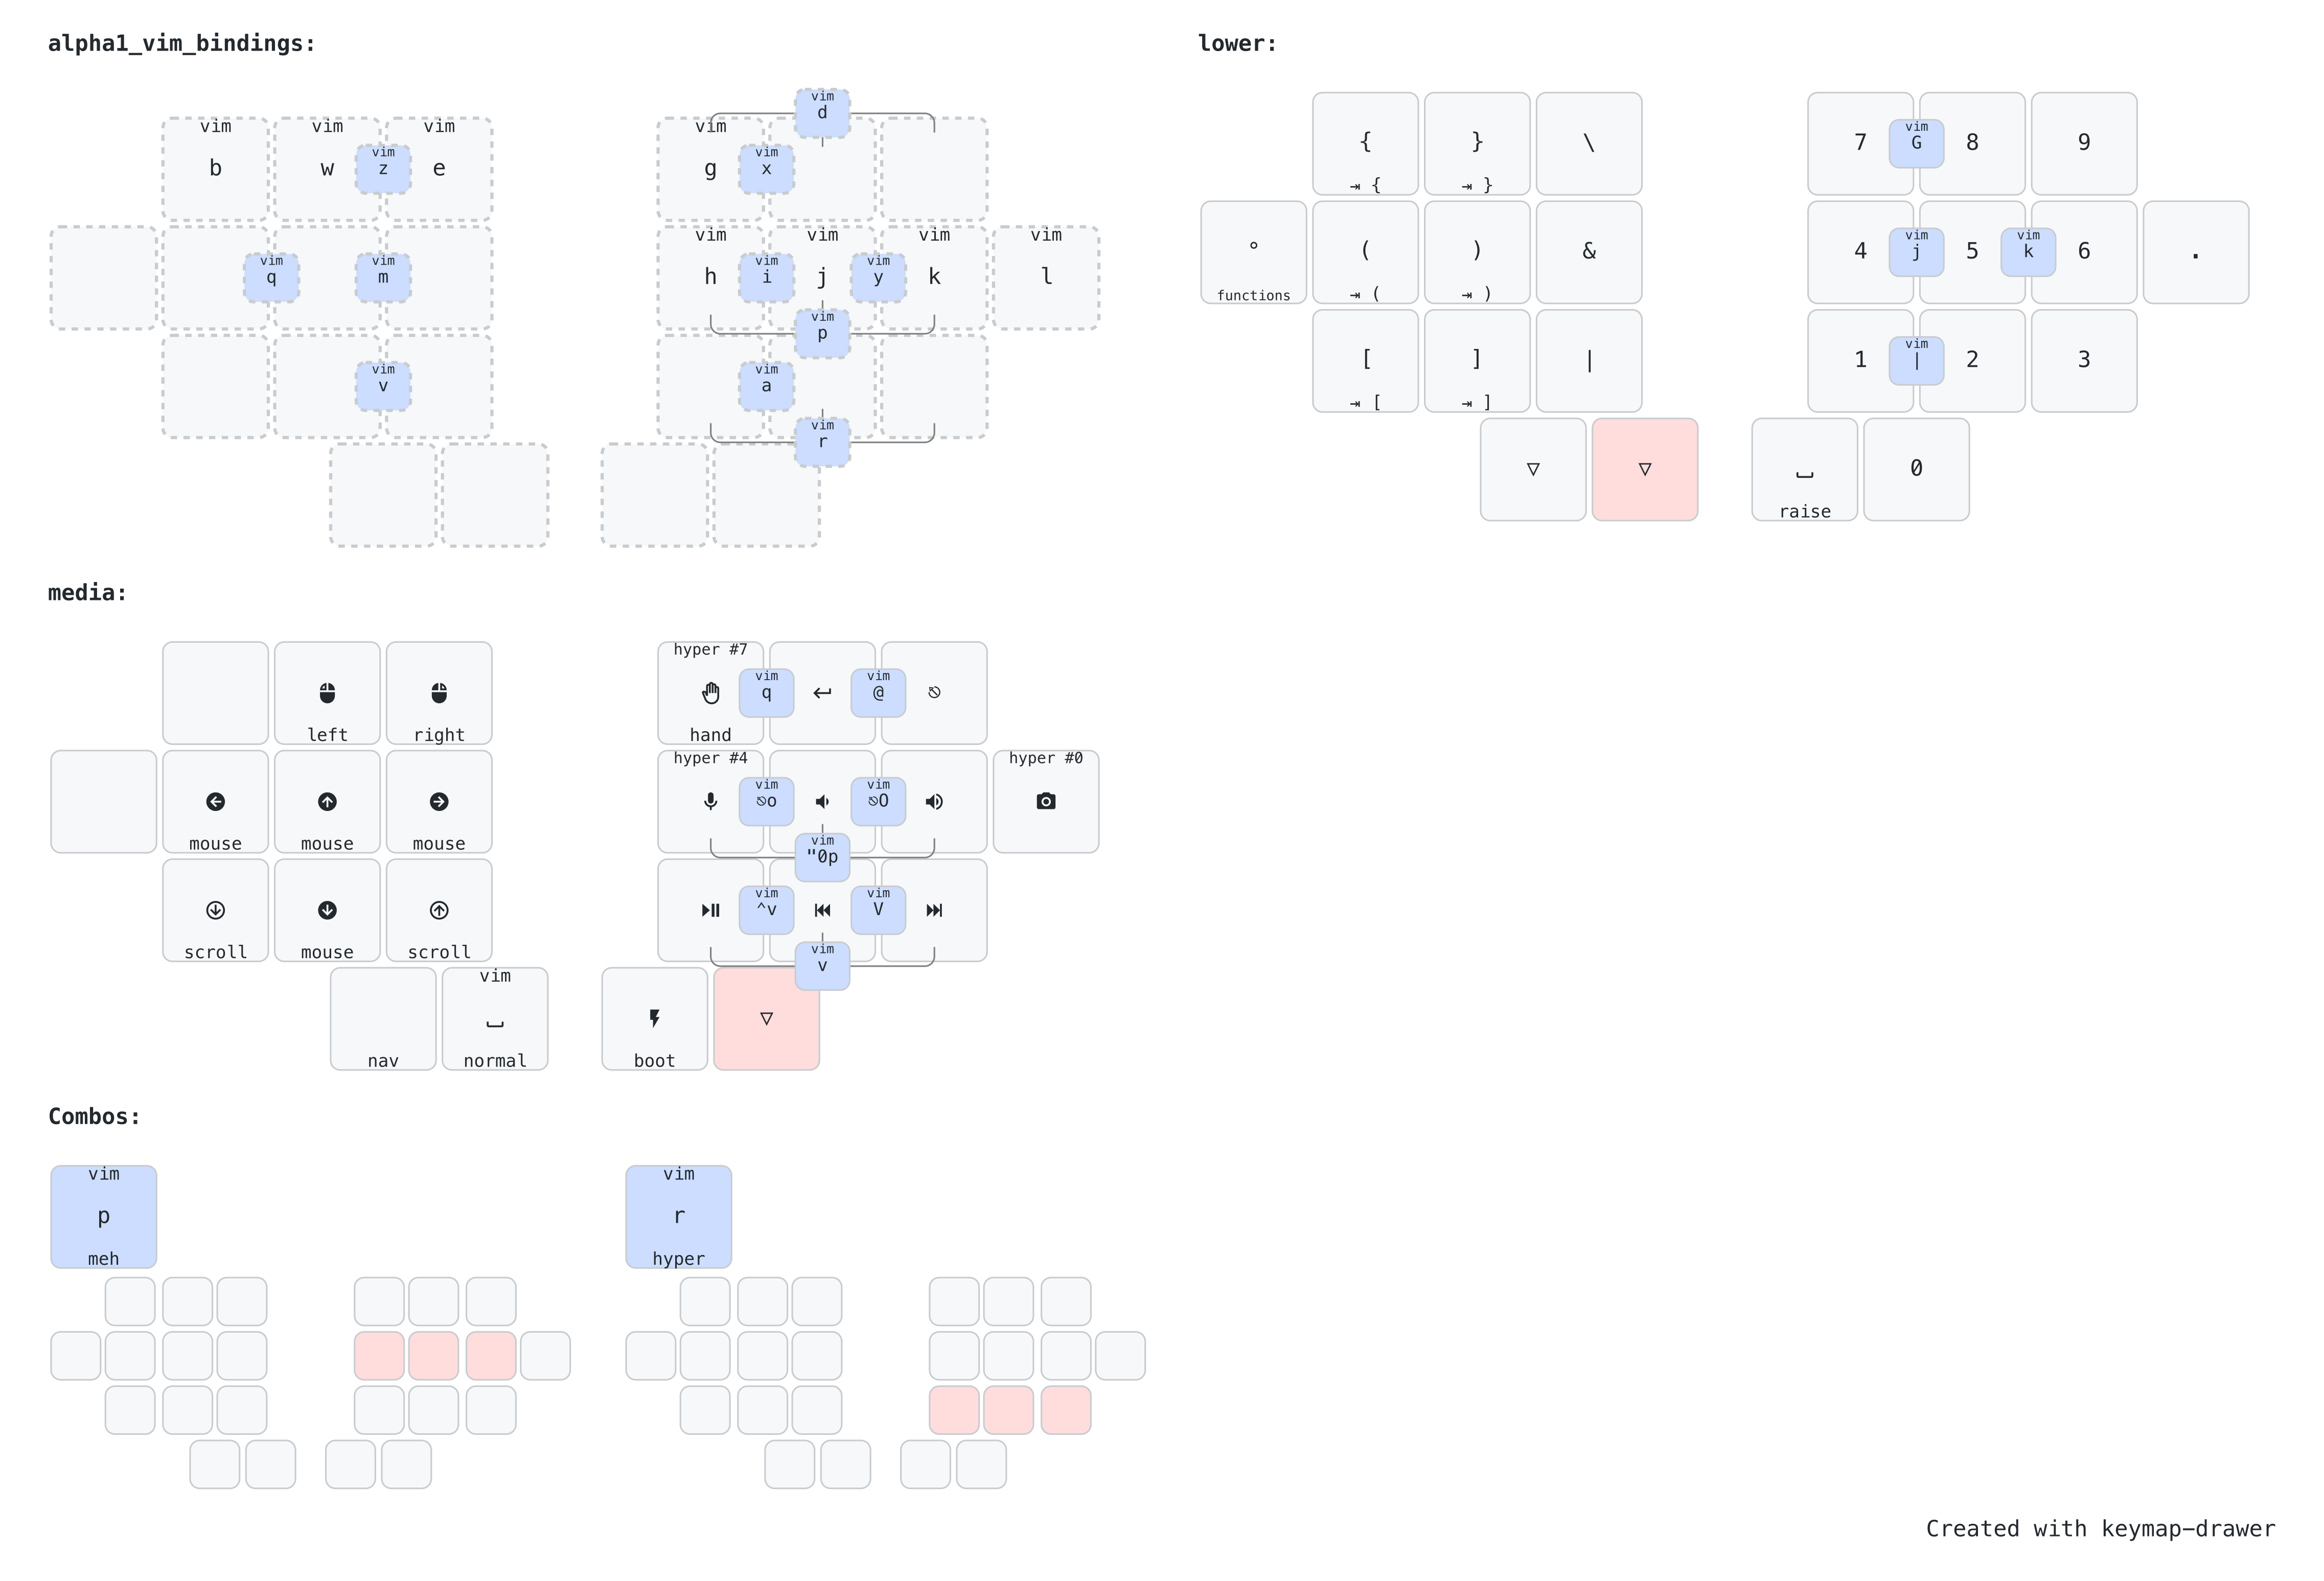 alpha1_vim_bindings:
vim
d
vim vim vim vim
b w vim z e g vim x
vim vim vim vim
vim q vim m h vim i j vim y k l
vim
p
vim v vim a
vim
r
lower:
{ } \ 7 vim G 8 9
⇥ { ⇥ }
° ( ) & 4 vim j 5 vim k 6 .
functions ⇥ ( ⇥ )
[ ] | 1 vim | 2 3
⇥ [ ⇥ ]
▽ ▽ ⎵ 0
raise
media:
hyper #7
vim q ↵ vim @ ⎋
left right hand
hyper #4 hyper #0
vim ⎋o vim ⎋O
mouse mouse mouse
vim
"0p
vim ^v vim V
scroll mouse scroll
vim
v
vim
⎵ ▽
nav normal boot
Combos:
vim vim
p r
meh hyper
Created with keymap-drawer